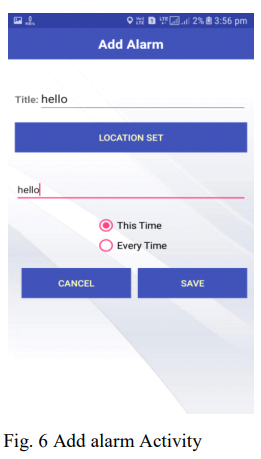 2% 3:56 pm
Add Alarm
Title: hello
LOCATION SET
hello
This Time
Every Time
CANCEL SAVE
Fig. 6 Add alarm Activity